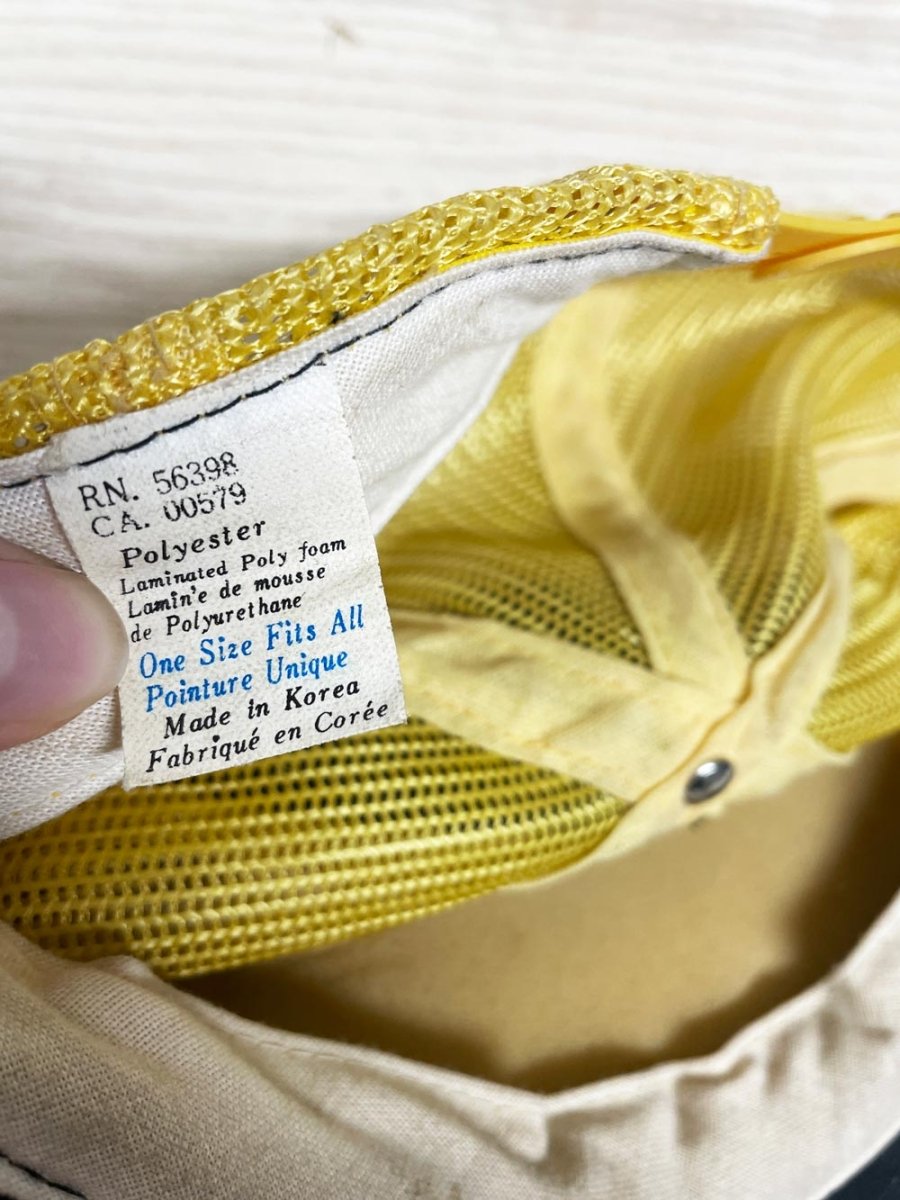 RN. 56398
CA. 00579
Polyester
Laminated Poly foam
Lamin'e de mousse
de Polyurethane
One Size Fits All
Pointure Unique
Made in Korea
Fabriqué en Corée